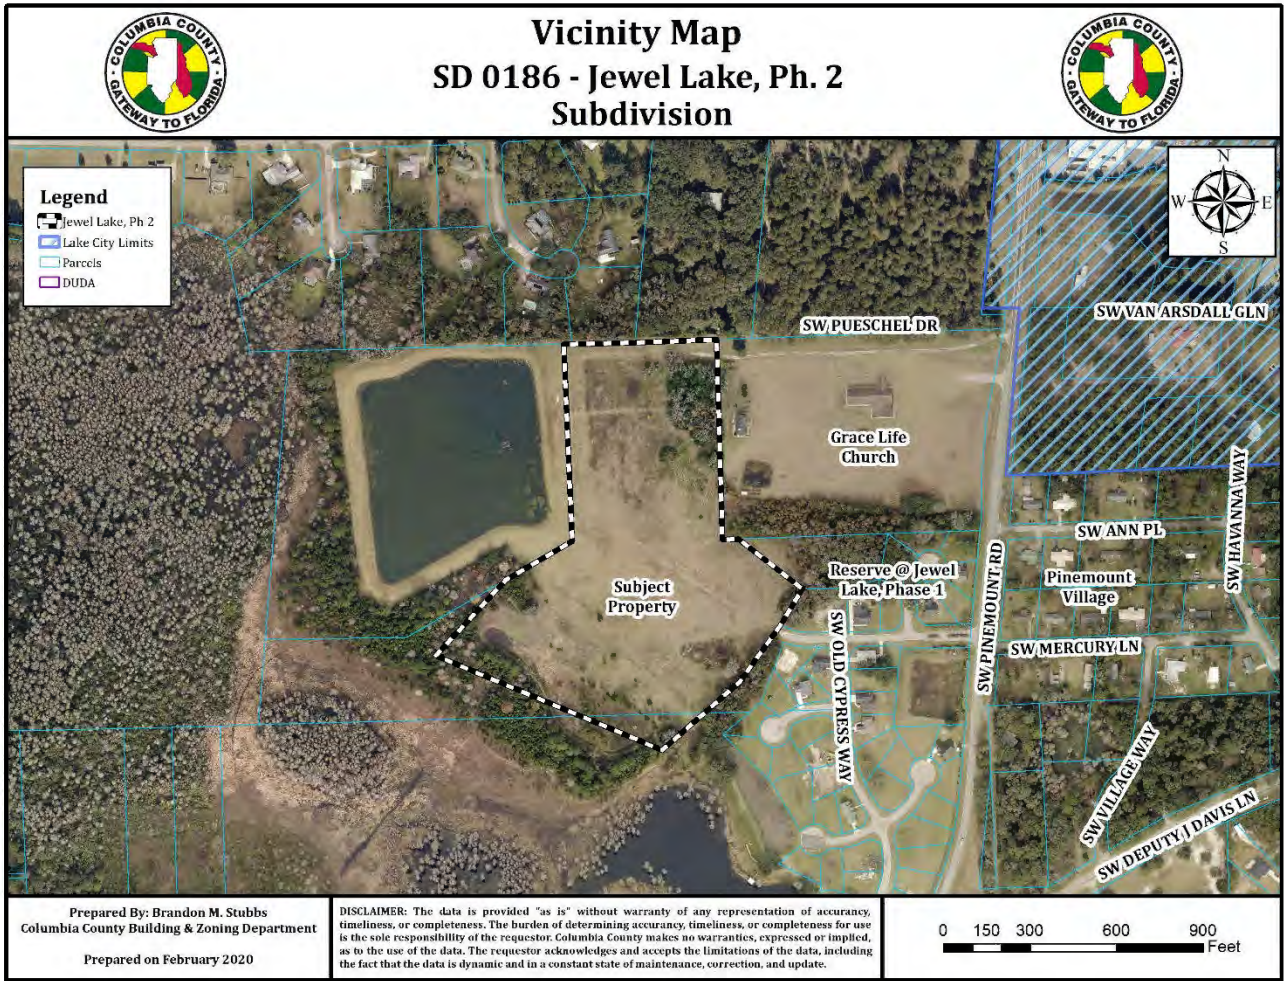 Vicinity Map
SD 0186 - Jewel Lake, Ph. 2
Subdivision
COLUMBIA COUNTY
GATEWAY TO FLORIDA
COLUMBIA COUNTY
GATEWAY TO FLORIDA
Legend
Jewel Lake, Ph 2
Lake City Limits
Parcels
DUDA
N
W
E
S
SW VAN ARSDALL GLN
SW PUESCHEL DR
Grace Life
Church
SW HAVANNA WAY
SW ANN PL
SW PINEMOUNT RD
Reserve @ Jewel
Lake, Phase 1
Pinemount
Village
Subject
Property
SW OLD CYPRESS WAY
SW MERCURY LN
SW VILLAGE WAY
SW DEPUTY J DAVIS LN
Prepared By: Brandon M. Stubbs
Columbia County Building & Zoning Department
Prepared on February 2020
DISCLAIMER: The data is provided "as is" without warranty of any representation of accurancy,
timeliness, or completeness. The burden of determining accurancy, timeliness, or completeness for use
is the sole responsibility of the requestor. Columbia County makes no warranties, expressed or implied,
as to the use of the data. The requestor acknowledges and accepts the limitations of the data, including
the fact that the data is dynamic and in a constant state of maintenance, correction, and update.
0 150 300 600 900
Feet